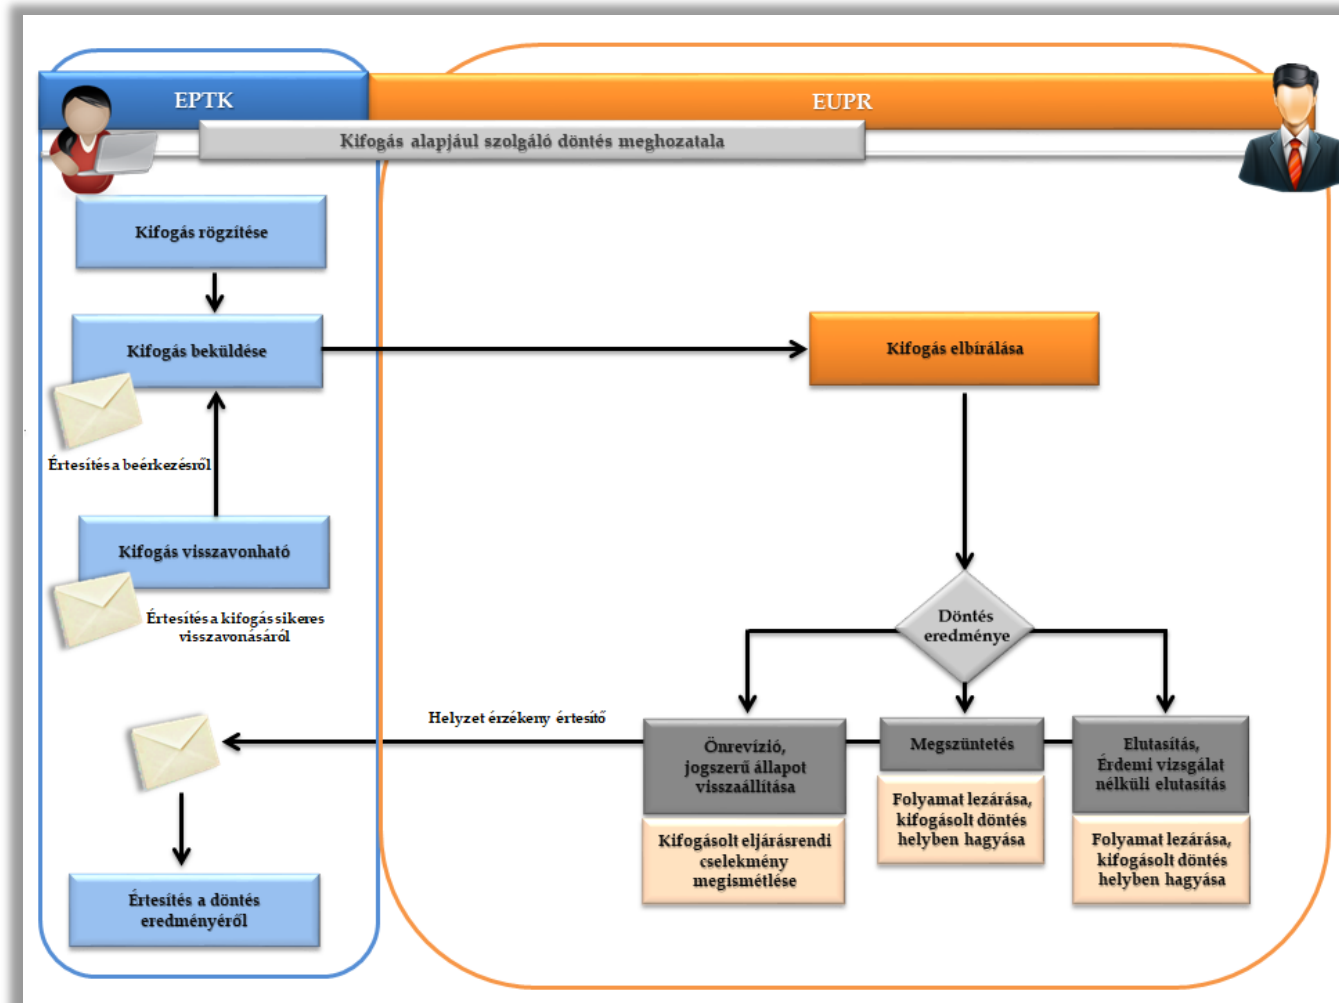 EPTK
EUPR
Kifogás alapjául szolgáló döntés meghozatala
Kifogás rögzítése
Kifogás beküldése
Kifogás elbírálása
Értesítés a beérkezésről
Kifogás visszavonható
Értesítés a kifogás sikeres
visszavonásáról
Döntés
eredménye
Helyzet érzékeny értesítő
Önrevízió,
jogszerű állapot
visszaállítása
Kifogásolt eljárásrendi
cselekmény
megismétlése
Megszüntetés
Folyamat lezárása,
kifogásolt döntés
helyben hagyása
Elutasítás,
Érdemi vizsgálat
nélküli elutasítás
Folyamat lezárása,
kifogásolt döntés
helyben hagyása
Értesítés a döntés
eredményéről